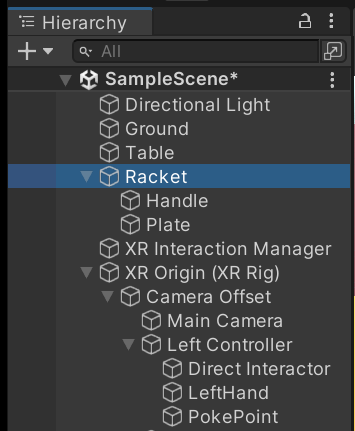 Hierarchy
All
SampleScene*
Directional Light
Ground
Table
Racket
Handle
Plate
XR Interaction Manager
XR Origin (XR Rig)
Camera Offset
Main Camera
Left Controller
Direct Interactor
LeftHand
PokePoint